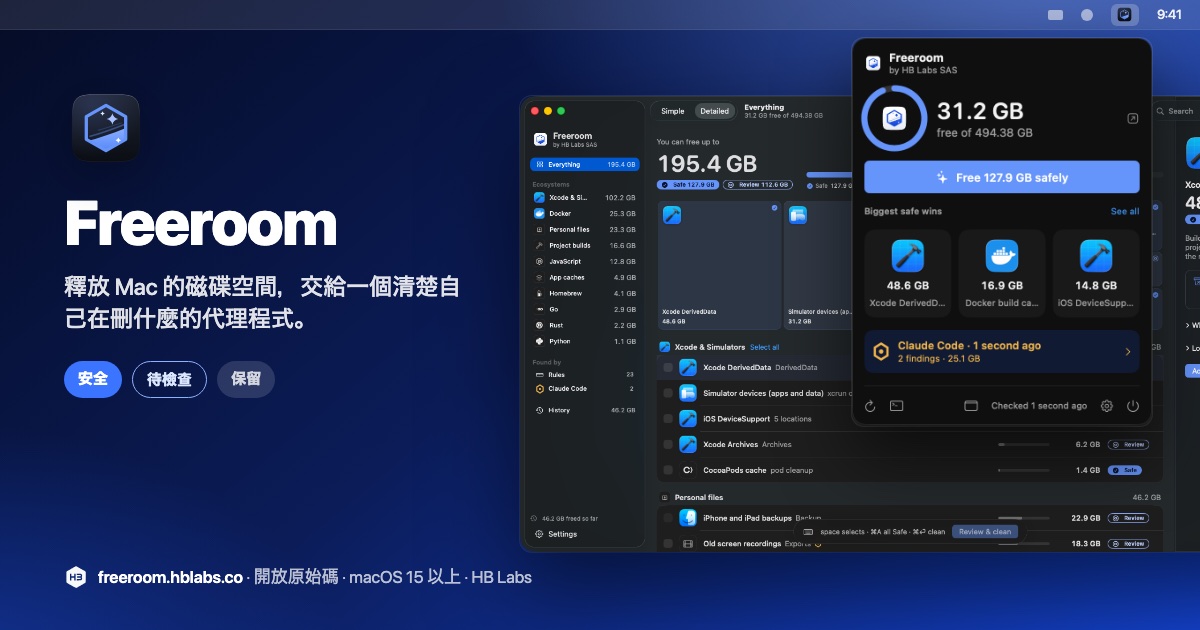 9:41
Freeroom
釋放 Mac 的磁碟空間，交給一個清楚自
己在刪什麼的代理程式。
安全
待檢查
保留
HB freeroom.hblabs.co · 開放原始碼 · macOS 15 以上 · HB Labs
Freeroom
by HB Labs SAS
Everything 195.4 GB
Ecosystems
Xcode & Si... 102.2 GB
Docker 25.3 GB
Personal files 23.3 GB
Project builds 16.6 GB
JavaScript 12.8 GB
App caches 4.9 GB
Homebrew 4.1 GB
Go 2.9 GB
Rust 2.2 GB
Python 1.1 GB
Found by
Rules 23
Claude Code 2
History 46.2 GB
46.2 GB freed so far
Settings
Simple Detailed
Everything
31.2 GB free of 494.38 GB
You can free up to
195.4 GB
Safe 127.9 GB Review 112.6 GB
Safe 127.9 G
Xcode DerivedData
48.6 GB
Simulator devices (ap...
31.2 GB
Xcode & Simulators Select all
Xcode DerivedData DerivedData
Simulator devices (apps and data) xcrun
iOS DeviceSupport 5 locations
Xcode Archives Archives 6.2 GB Review
CocoaPods cache pod cleanup 1.4 GB Safe
Personal files 46.2 GB
iPhone and iPad backups Backup 22.9 GB Review
space selects · ⌘A all Safe · ⌘⏎ clean Review & clean
Old screen recordings 18.3 GB Review
Freeroom
by HB Labs SAS
31.2 GB
free of 494.38 GB
Free 127.9 GB safely
Biggest safe wins See all
48.6 GB
Xcode DerivedD...
16.9 GB
Docker build ca...
14.8 GB
iOS DeviceSupp...
Claude Code · 1 second ago
2 findings · 25.1 GB
Checked 1 second ago
Search